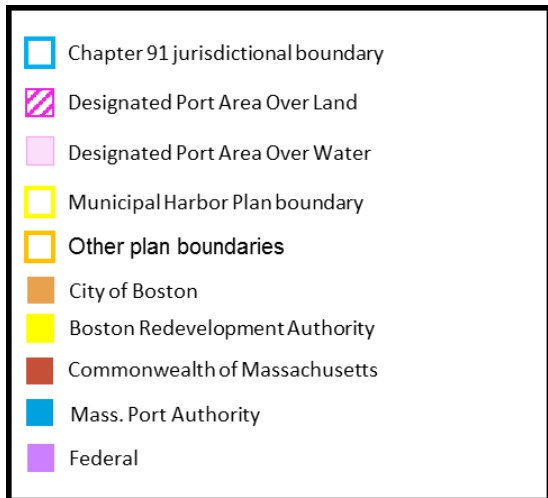 Chapter 91 jurisdictional boundary
Designated Port Area Over Land
Designated Port Area Over Water
Municipal Harbor Plan boundary
Other plan boundaries
City of Boston
Boston Redevelopment Authority
Commonwealth of Massachusetts
Mass. Port Authority
Federal